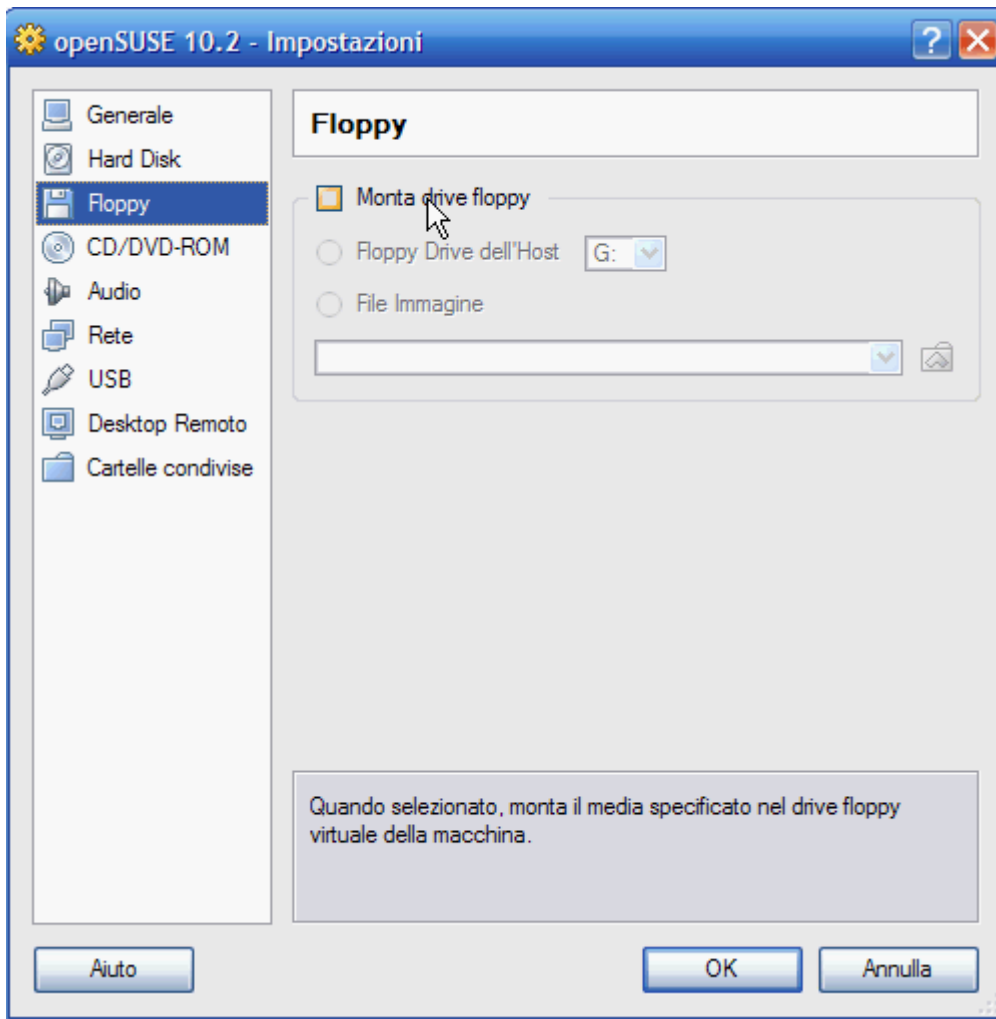 openSUSE 10.2 - Impostazioni
Generale
Hard Disk
Floppy
CD/DVD-ROM
Audio
Rete
USB
Desktop Remoto
Cartelle condivise
Floppy
Monta drive floppy
Floppy Drive dell'Host G:
File Immagine
Quando selezionato, monta il media specificato nel drive floppy
virtuale della macchina.
Aiuto
OK
Annulla